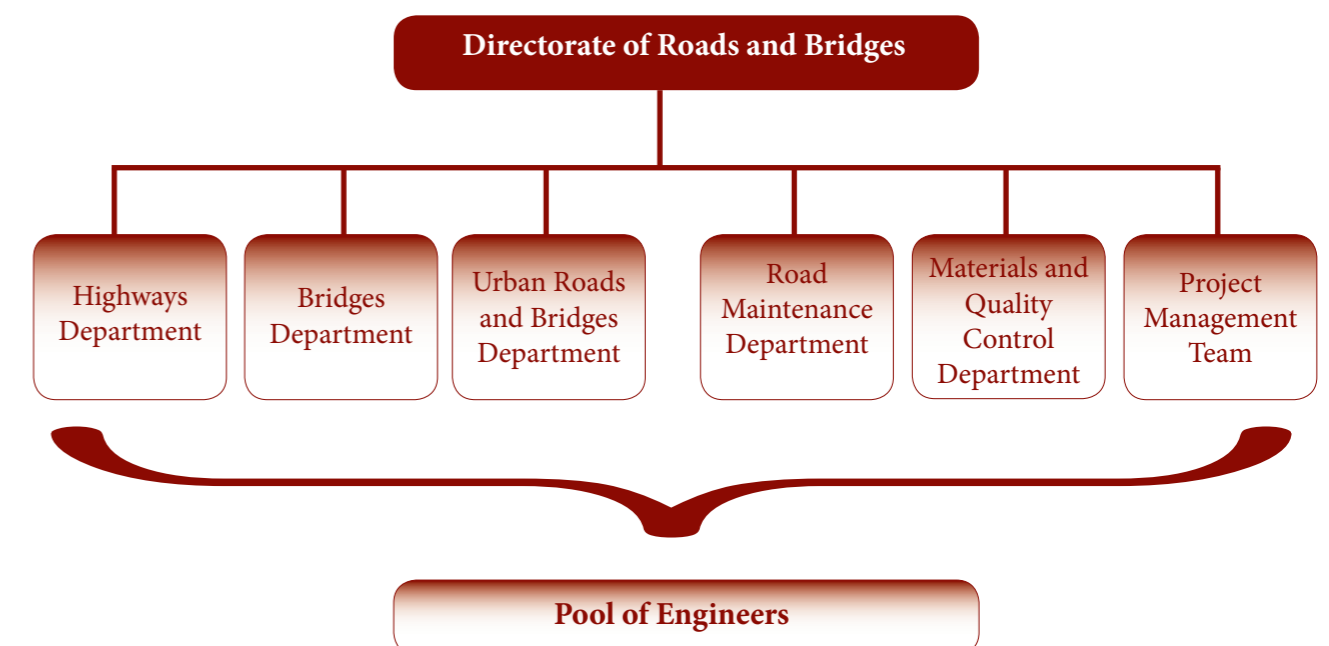 Directorate of Roads and Bridges
Highways
Department
Bridges
Department
Urban Roads
and Bridges
Department
Road
Maintenance
Department
Materials and
Quality
Control
Department
Project
Management
Team
Pool of Engineers